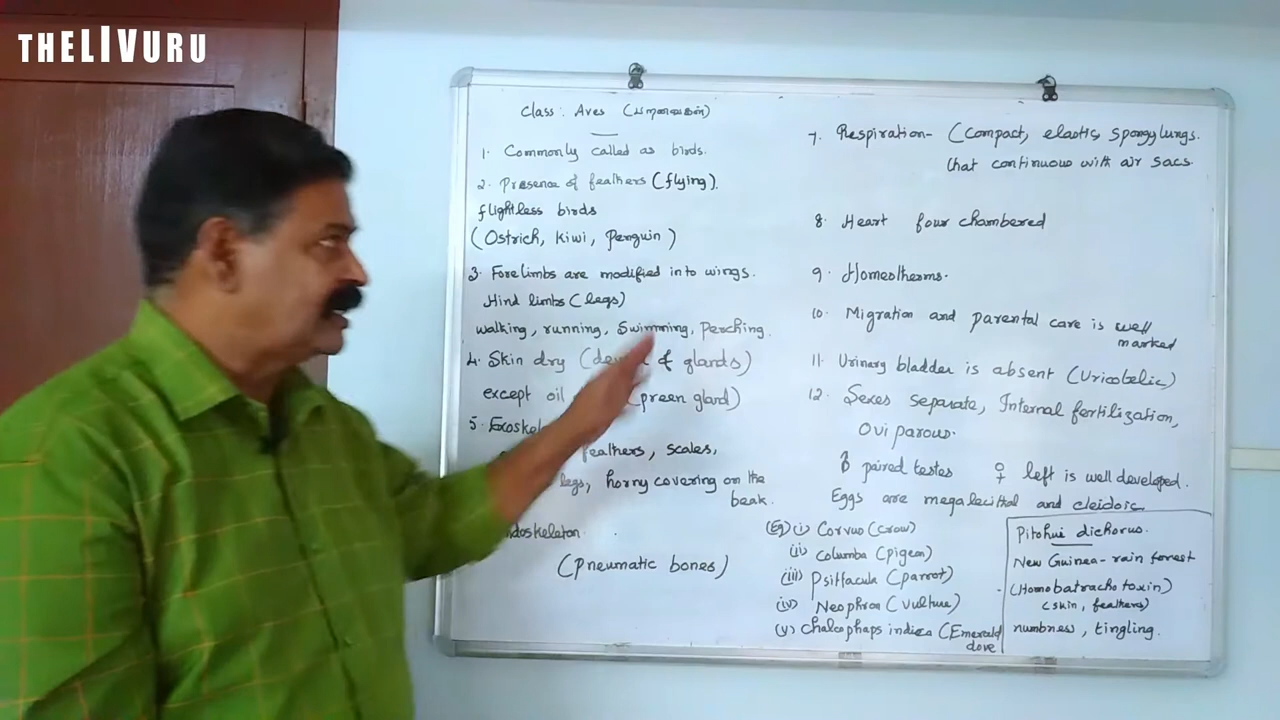 THELIVURU
Class: Aves (பறவைகள்)
1. Commonly called as birds.
2. Presence of feathers (flying).
flightless birds
(Ostrich, Kiwi, Penguin)
3. Forelimbs are modified into wings.
Hind limbs (legs)
walking, running, Swimming, Perching.
4. Skin dry ( of glands)
except oil (preen gland)
5.
feathers, scales,
legs, horny covering on the
beak.
(Pneumatic bones)
7. Respiration- (Compact, elastic, Spongy lungs.
that continuous with air sacs.
8. Heart four chambered
9. Homeotherms.
10. Migration and parental care is well
marked
11. Urinary bladder is absent (Uricotelic)
12. Sexes separate, Internal fertilization,
Oviparous.
paired testes ♀ left is well developed.
Eggs are megalecithal and cleidoic.
(Eg) (i) Corvus (crow)
(ii) Columba (pigeon)
(iii) Psittacula (parrot)
(iv) Neophron (vulture)
(v) Chalcophaps indica (Emerald
dove
Pitohui dichorus.
New Guinea - rain forest
(Homobatrachotoxin)
(skin, feathers)
numbness, tingling.